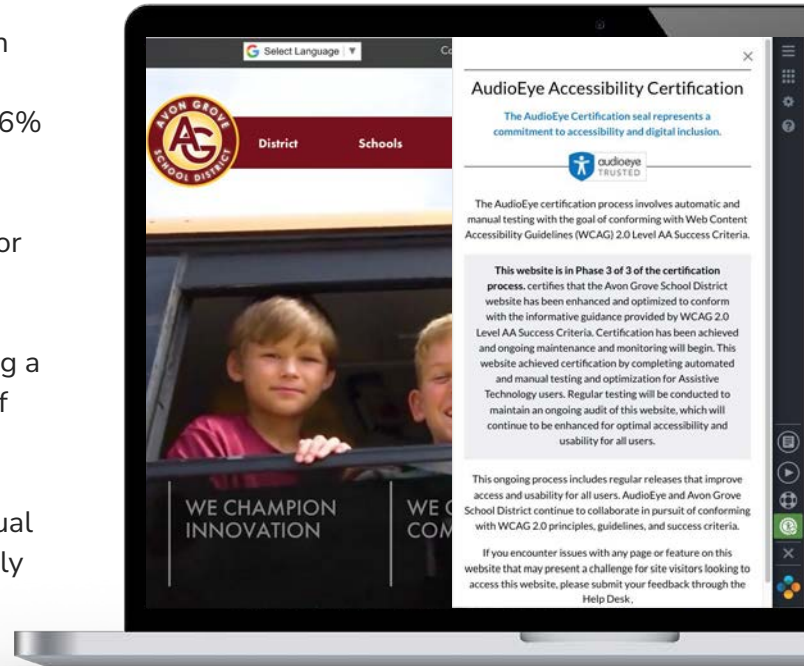 6%
or
g a
f
ual
ly
Select Language ▼
AVON GROVE
AG
SCHOOL DISTRICT
District
Schools
WE CHAMPION
INNOVATION
WE
×
AudioEye Accessibility Certification
The AudioEye Certification seal represents a
commitment to accessibility and digital inclusion.
audioeye
TRUSTED
The AudioEye certification process involves automatic and
manual testing with the goal of conforming with Web Content
Accessibility Guidelines (WCAG) 2.0 Level AA Success Criteria.
This website is in Phase 3 of 3 of the certification
process. certifies that the Avon Grove School District
website has been enhanced and optimized to conform
with the informative guidance provided by WCAG 2.0
Level AA Success Criteria. Certification has been achieved
and ongoing maintenance and monitoring will begin. This
website achieved certification by completing automated
and manual testing and optimization for Assistive
Technology users. Regular testing will be conducted to
maintain an ongoing audit of this website, which will
continue to be enhanced for optimal accessibility and
usability for all users.
This ongoing process includes regular releases that improve
access and usability for all users. AudioEye and Avon Grove
School District continue to collaborate in pursuit of conforming
with WCAG 2.0 principles, guidelines, and success criteria.
If you encounter issues with any page or feature on this
website that may present a challenge for site visitors looking to
access this website, please submit your feedback through the
Help Desk.